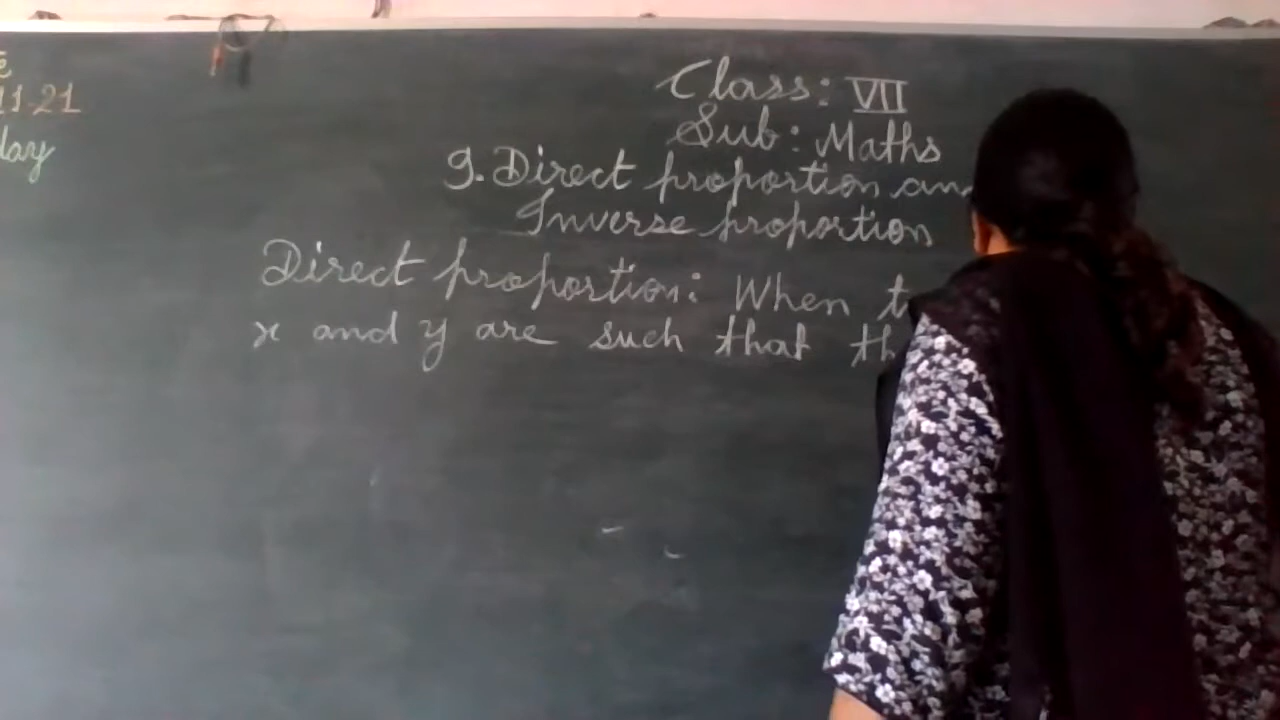 11-21
day
Class: VII
Sub: Maths
9. Direct proportion an
Inverse proportion
Direct proportion: When t
x and y are such that th